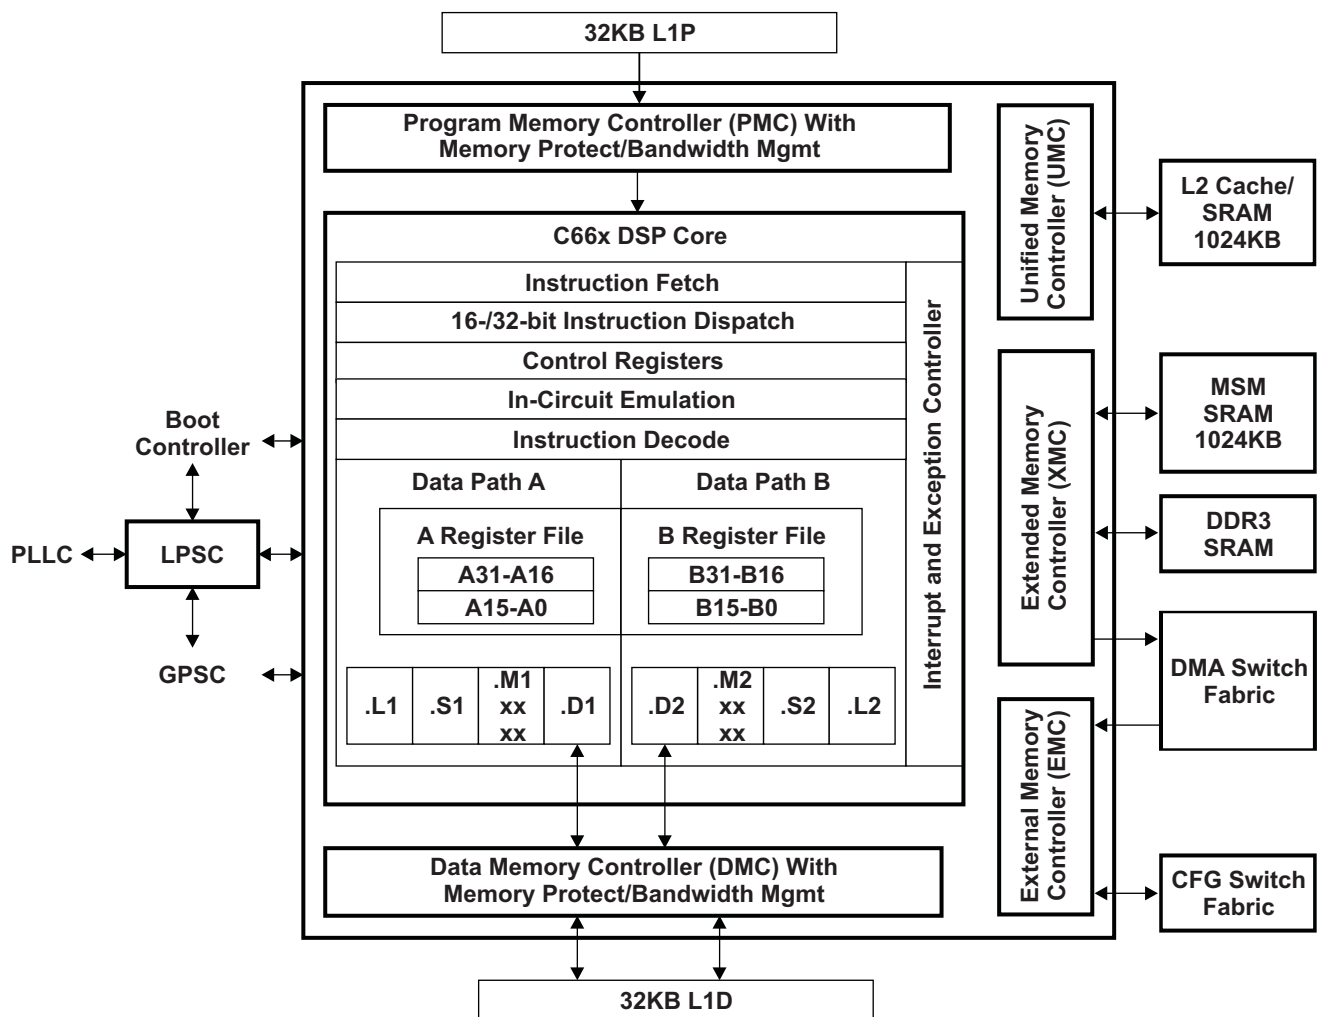 32KB L1P
Program Memory Controller (PMC) With
Memory Protect/Bandwidth Mgmt
C66x DSP Core
Instruction Fetch
16-/32-bit Instruction Dispatch
Control Registers
In-Circuit Emulation
Instruction Decode
Data Path A
Data Path B
A Register File
B Register File
A31-A16
B31-B16
A15-A0
B15-B0
.L1
.S1
.M1
xx
xx
.D1
.D2
.M2
xx
xx
.S2
.L2
Interrupt and Exception Controller
Data Memory Controller (DMC) With
Memory Protect/Bandwidth Mgmt
32KB L1D
Boot
Controller
PLLC
LPSC
GPSC
Unified Memory
Controller (UMC)
Extended Memory
Controller (XMC)
External Memory
Controller (EMC)
L2 Cache/
SRAM
1024KB
MSM
SRAM
1024KB
DDR3
SRAM
DMA Switch
Fabric
CFG Switch
Fabric